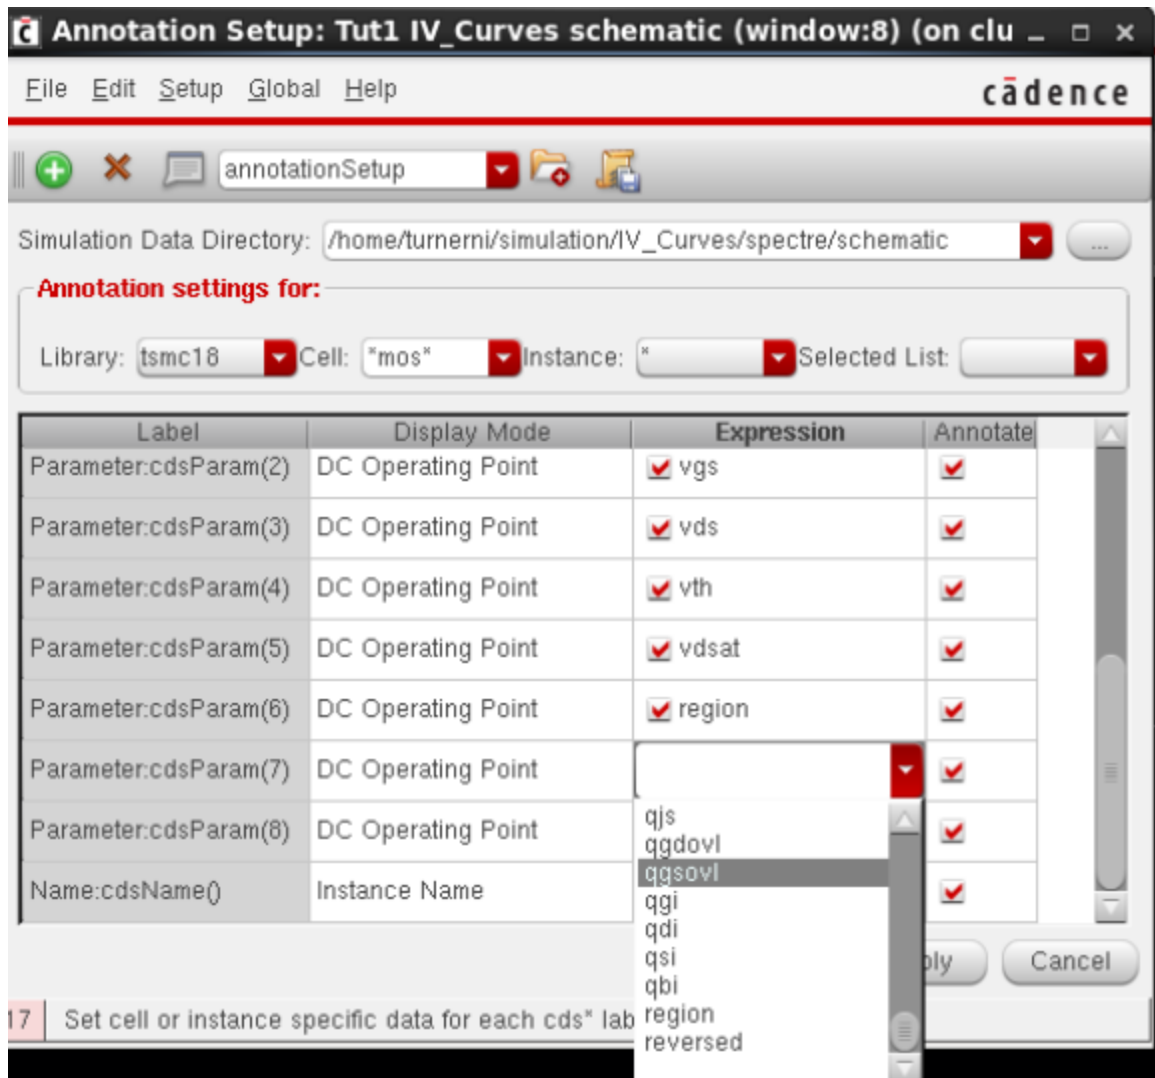 Annotation Setup: Tut1 IV_Curves schematic (window:8) (on clu
File Edit Setup Global Help
cādence
annotationSetup
Simulation Data Directory: /home/turnerni/simulation/IV_Curves/spectre/schematic ...
Annotation settings for:
Library: tsmc18 Cell: *mos* Instance: * Selected List:
Label Display Mode Expression Annotate
Parameter:cdsParam(2) DC Operating Point vgs
Parameter:cdsParam(3) DC Operating Point vds
Parameter:cdsParam(4) DC Operating Point vth
Parameter:cdsParam(5) DC Operating Point vdsat
Parameter:cdsParam(6) DC Operating Point region
Parameter:cdsParam(7) DC Operating Point
Parameter:cdsParam(8) DC Operating Point
Name:cdsName() Instance Name
qjs
qgdovl
qgsovl
qgi
qdi
qsi
qbi
region
reversed
ply Cancel
17 Set cell or instance specific data for each cds* lab